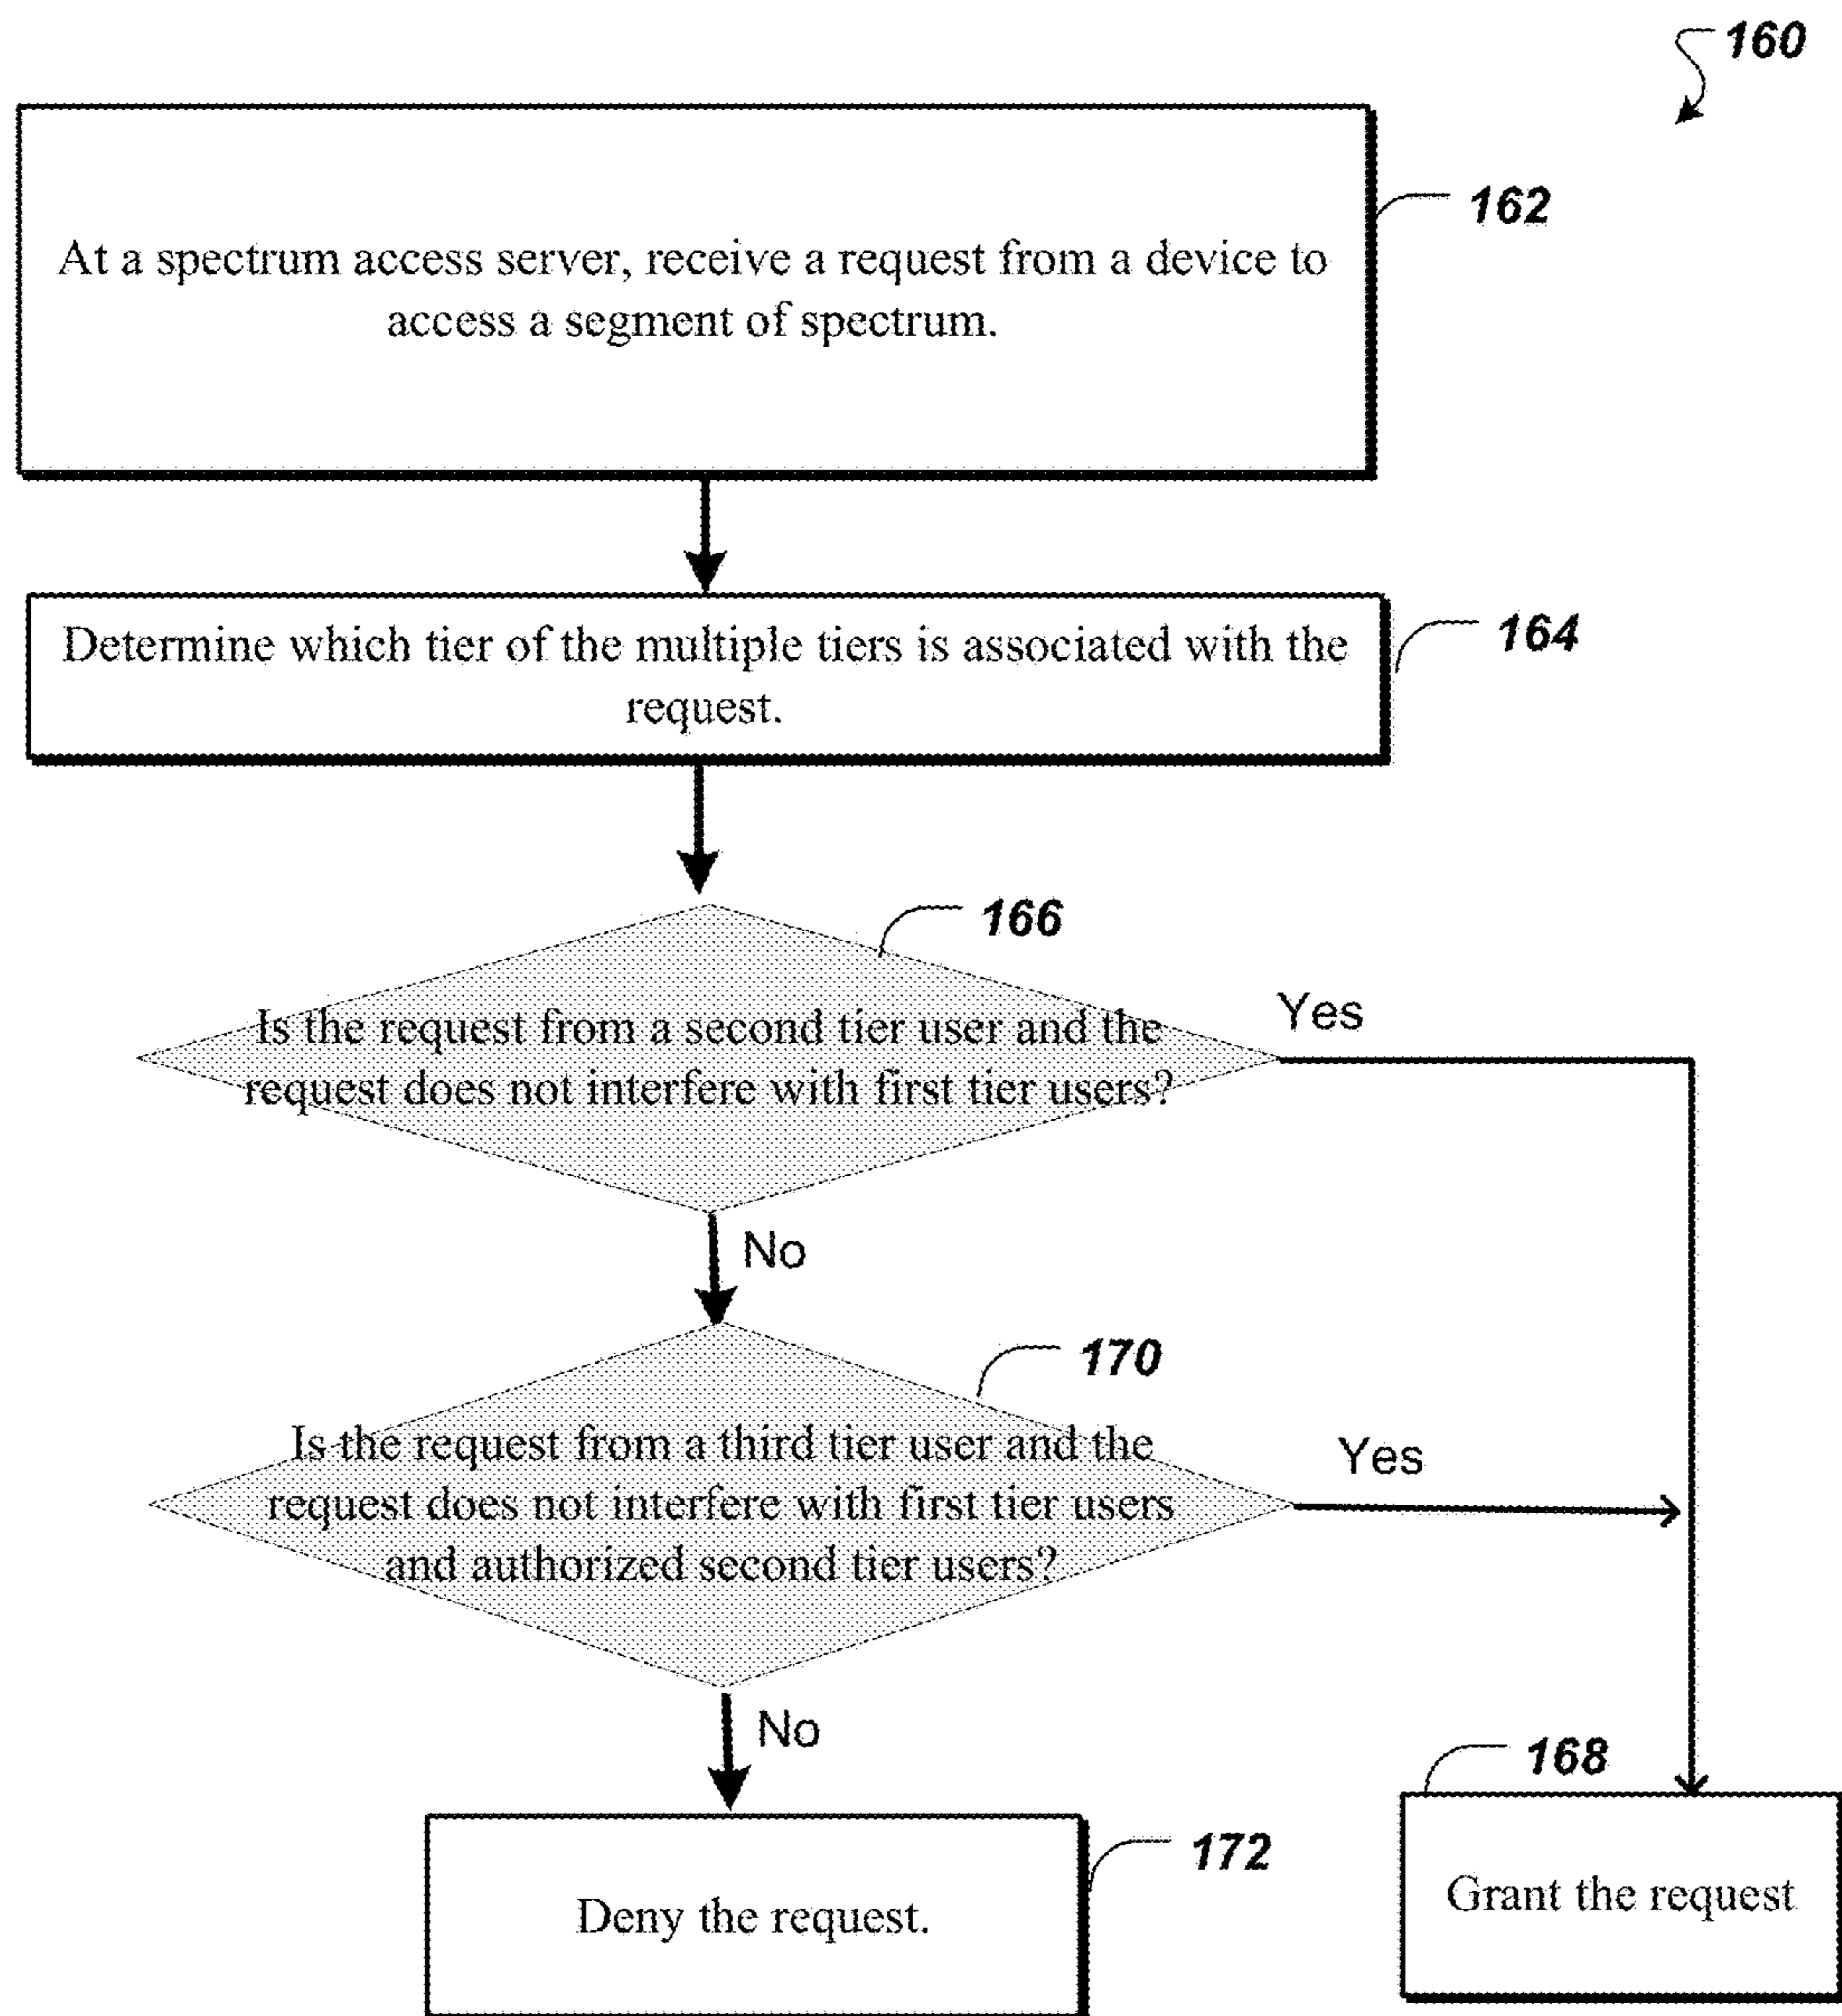 160
162
At a spectrum access server, receive a request from a device to
access a segment of spectrum.
164
Determine which tier of the multiple tiers is associated with the
request.
166
Is the request from a second tier user and the
request does not interfere with first tier users?
Yes
No
170
Is the request from a third tier user and the
request does not interfere with first tier users
and authorized second tier users?
Yes
No
168
172
Deny the request.
Grant the request